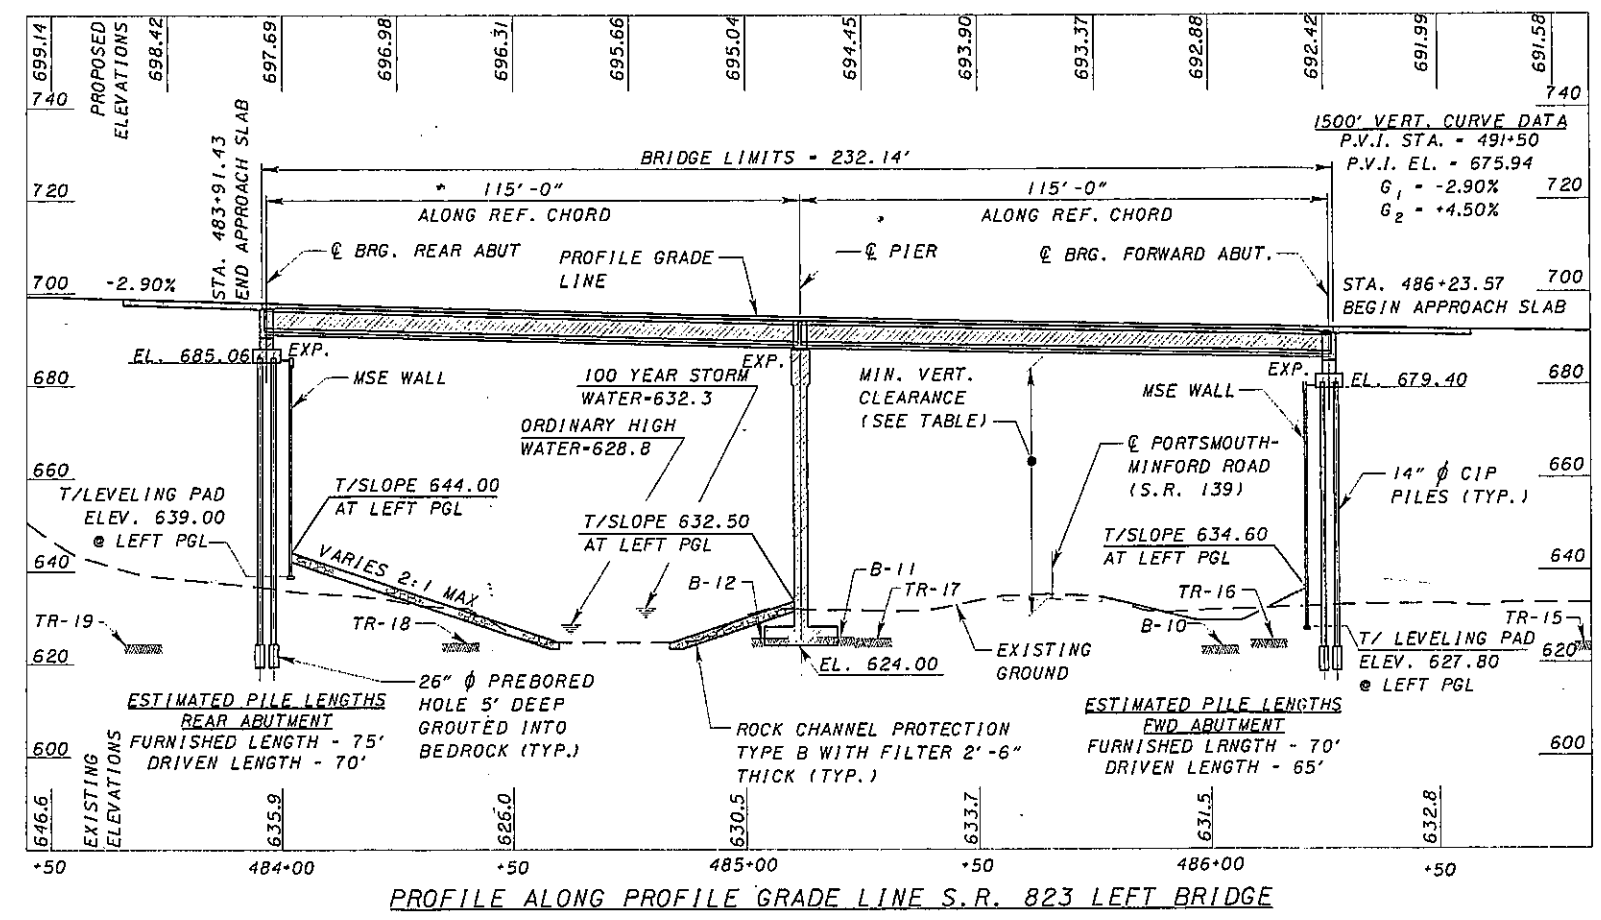 699.14
PROPOSED
ELEVATIONS
698.42
697.69
696.98
696.31
695.66
695.04
694.45
693.90
693.37
692.88
692.42
691.99
691.58
740
740
STA. 483+91.43
END APPROACH SLAB
1500' VERT. CURVE DATA
P.V.I. STA. = 491+50
P.V.I. EL. = 675.94
G1 = -2.90%
G2 = +4.50%
BRIDGE LIMITS = 232.14'
720
115'-0"
ALONG REF. CHORD
115'-0"
ALONG REF. CHORD
720
℄ BRG. REAR ABUT
PROFILE GRADE
LINE
℄ PIER
℄ BRG. FORWARD ABUT.
700
-2.90%
STA. 486+23.57
BEGIN APPROACH SLAB
700
EL. 685.06
EXP.
EXP.
EXP.
EL. 679.40
680
680
MSE WALL
100 YEAR STORM
WATER=632.3
ORDINARY HIGH
WATER=628.8
MIN. VERT.
CLEARANCE
(SEE TABLE)
MSE WALL
℄ PORTSMOUTH-
MINFORD ROAD
(S.R. 139)
14" ϕ CIP
PILES (TYP.)
660
660
T/LEVELING PAD
ELEV. 639.00
@ LEFT PGL
T/SLOPE 644.00
AT LEFT PGL
T/SLOPE 632.50
AT LEFT PGL
T/SLOPE 634.60
AT LEFT PGL
640
640
VARIES 2:1 MAX
B-12
B-11
TR-17
TR-16
TR-19
TR-18
B-10
TR-15
620
620
EL. 624.00
EXISTING
GROUND
T/ LEVELING PAD
ELEV. 627.80
@ LEFT PGL
26" ϕ PREBORED
HOLE 5' DEEP
GROUTED INTO
BEDROCK (TYP.)
ESTIMATED PILE LENGTHS
REAR ABUTMENT
FURNISHED LENGTH - 75'
DRIVEN LENGTH - 70'
ROCK CHANNEL PROTECTION
TYPE B WITH FILTER 2'-6"
THICK (TYP.)
ESTIMATED PILE LENGTHS
FWD ABUTMENT
FURNISHED LRNGTH - 70'
DRIVEN LENGTH - 65'
600
600
646.6
EXISTING
ELEVATIONS
635.9
626.0
630.5
633.7
631.5
632.8
+50
484+00
+50
485+00
+50
486+00
+50
PROFILE ALONG PROFILE GRADE LINE S.R. 823 LEFT BRIDGE